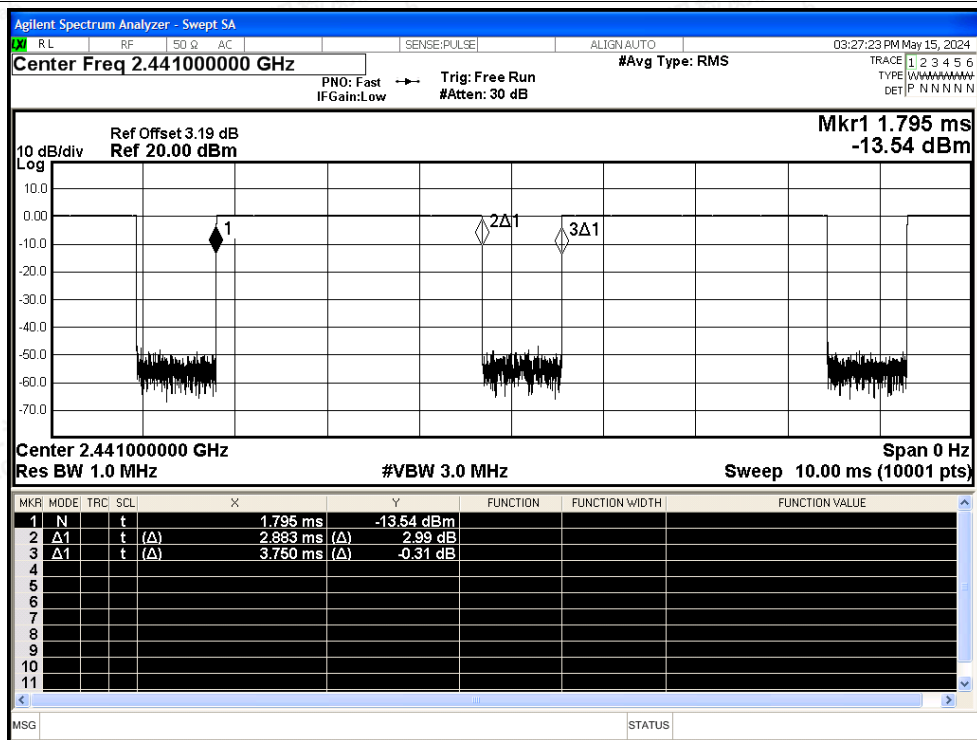 Agilent Spectrum Analyzer - Swept SA
LXI RL RF 50 Ω AC SENSE:PULSE ALIGN AUTO 03:27:23 PM May 15, 2024
Center Freq 2.441000000 GHz #Avg Type: RMS TRACE 1 2 3 4 5 6
PNO: Fast Trig: Free Run TYPE WWWWWW
IFGain:Low #Atten: 30 dB DET P N N N N N
Mkr1 1.795 ms
Ref Offset 3.19 dB
10 dB/div Ref 20.00 dBm -13.54 dBm
Log
10.0
0.00
1 2Δ1 3Δ1
-10.0
-20.0
-30.0
-40.0
-50.0
-60.0
-70.0
Center 2.441000000 GHz Span 0 Hz
Res BW 1.0 MHz #VBW 3.0 MHz Sweep 10.00 ms (10001 pts)
MKR MODE TRC SCL X Y FUNCTION FUNCTION WIDTH FUNCTION VALUE
1 N t 1.795 ms -13.54 dBm
2 Δ1 t (Δ) 2.883 ms (Δ) 2.99 dB
3 Δ1 t (Δ) 3.750 ms (Δ) -0.31 dB
4
5
6
7
8
9
10
11
MSG STATUS